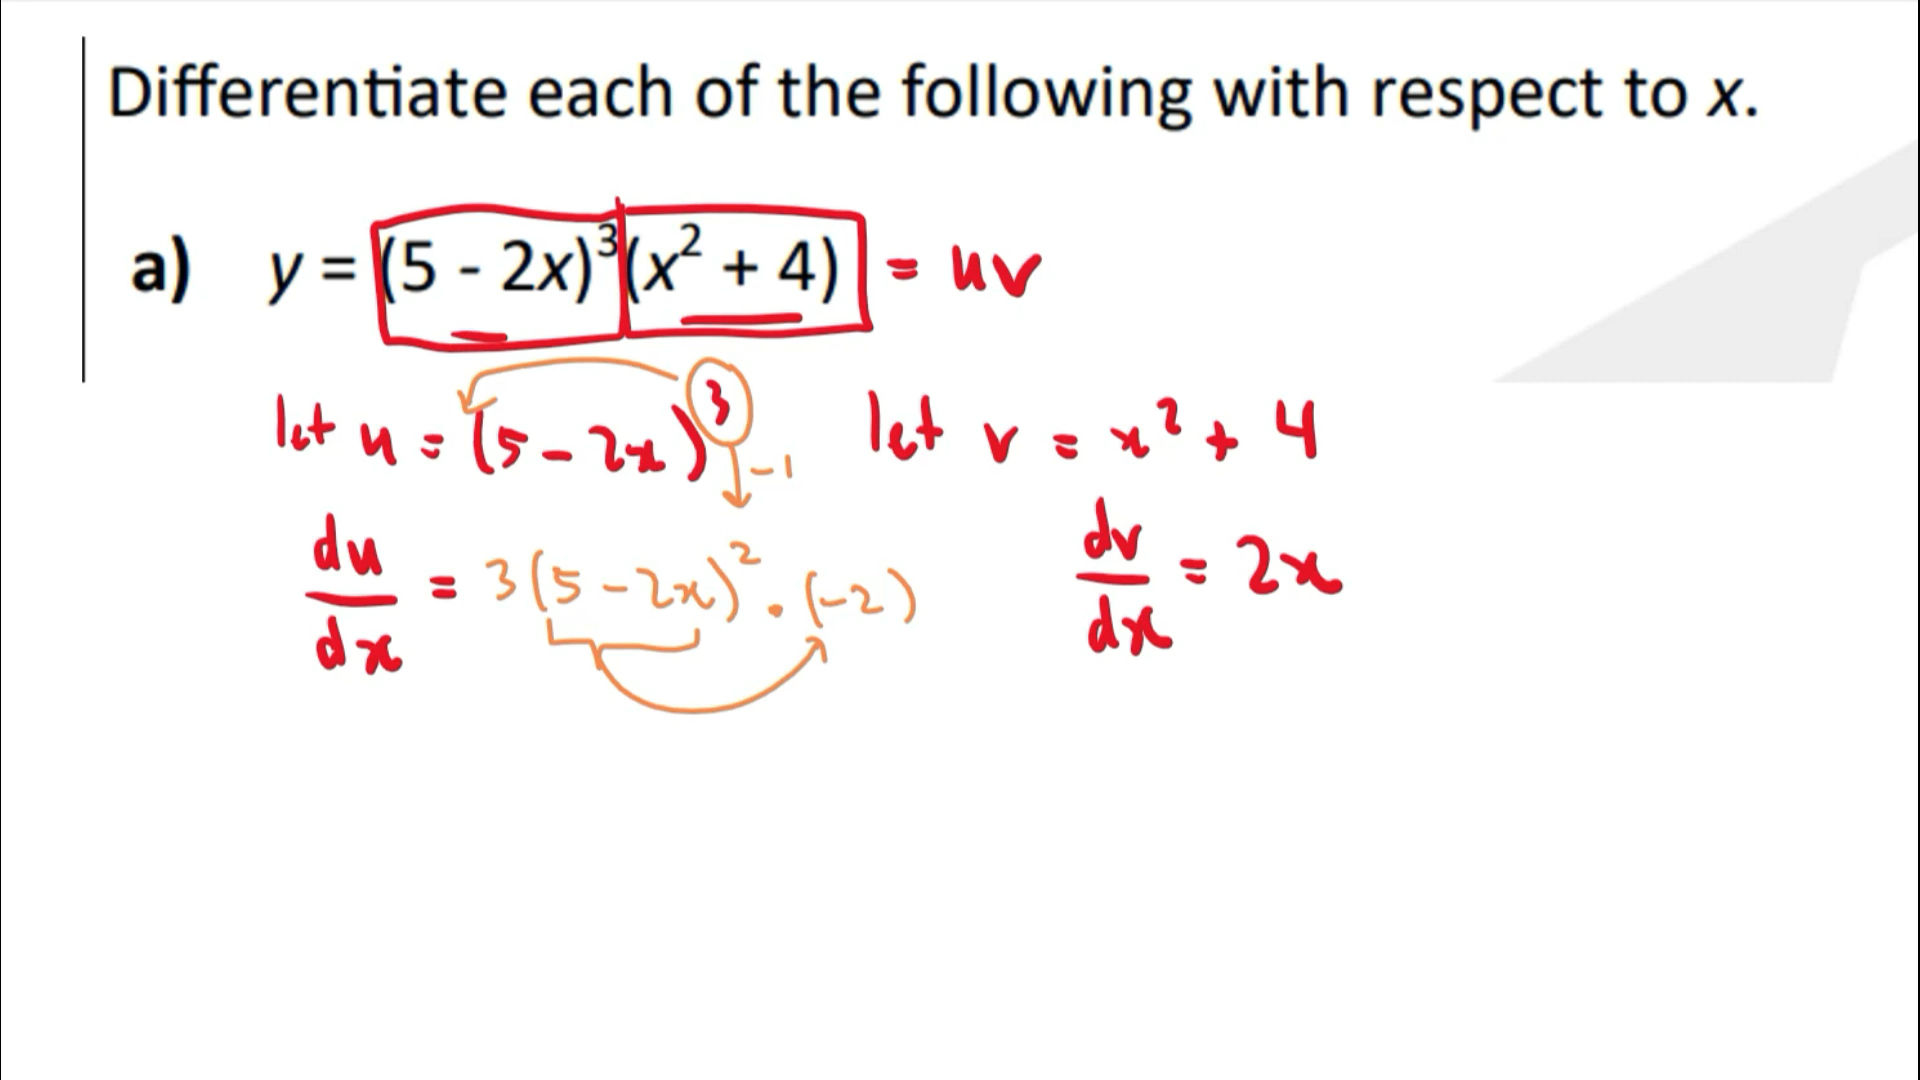 Differentiate each of the following with respect to x.
a) y = (5 - 2x)³(x² + 4) = uv
let u = (5 - 2x)³ let v = x² + 4
-1
du/dx = 3(5 - 2x)² · (-2) dv/dx = 2x